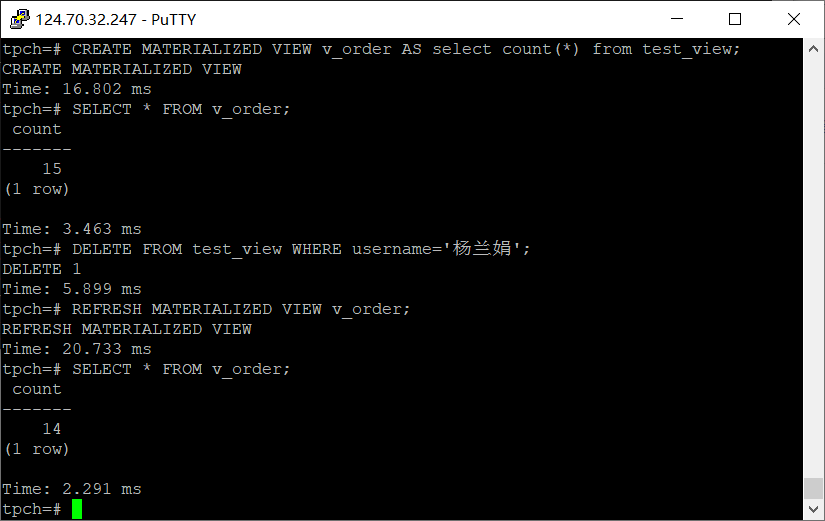 124.70.32.247 - PuTTY
tpch=# CREATE MATERIALIZED VIEW v_order AS select count(*) from test_view;
CREATE MATERIALIZED VIEW
Time: 16.802 ms
tpch=# SELECT * FROM v_order;
 count
-------
    15
(1 row)

Time: 3.463 ms
tpch=# DELETE FROM test_view WHERE username='杨兰娟';
DELETE 1
Time: 5.899 ms
tpch=# REFRESH MATERIALIZED VIEW v_order;
REFRESH MATERIALIZED VIEW
Time: 20.733 ms
tpch=# SELECT * FROM v_order;
 count
-------
    14
(1 row)

Time: 2.291 ms
tpch=#